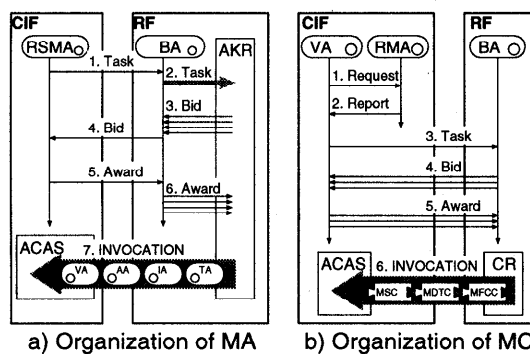 CIF RF
RSMA BA AKR
1. Task
2. Task
3. Bid
4. Bid
5. Award
6. Award
ACAS
7. INVOCATION
VA AA IA TA
a) Organization of MA
CIF RF
VA RMA BA
1. Request
2. Report
3. Task
4. Bid
5. Award
ACAS CR
6. INVOCATION
MSC MDTC MFCC
b) Organization of MC